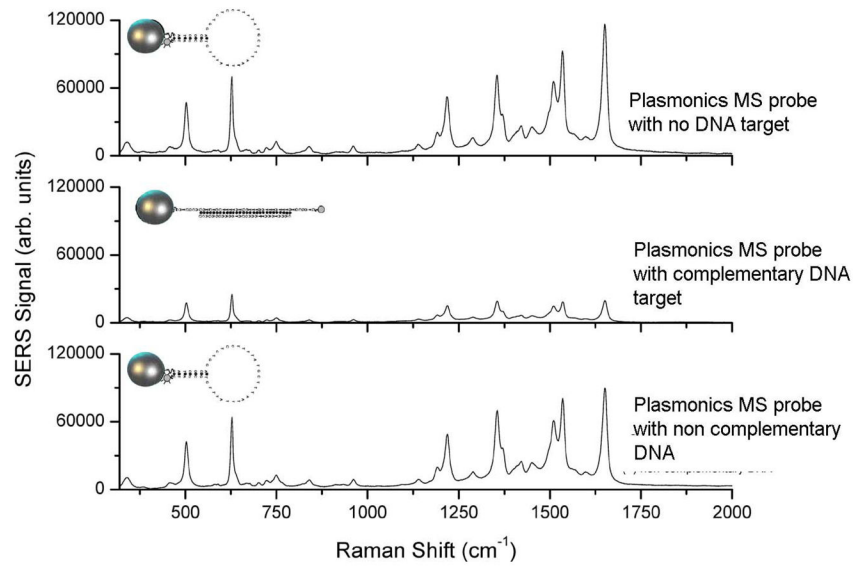 120000
60000
0
Plasmonics MS probe
with no DNA target
120000
60000
0
Plasmonics MS probe
with complementary DNA
target
120000
60000
0
Plasmonics MS probe
with non complementary
DNA
500 750 1000 1250 1500 1750 2000
Raman Shift (cm-1)
SERS Signal (arb. units)